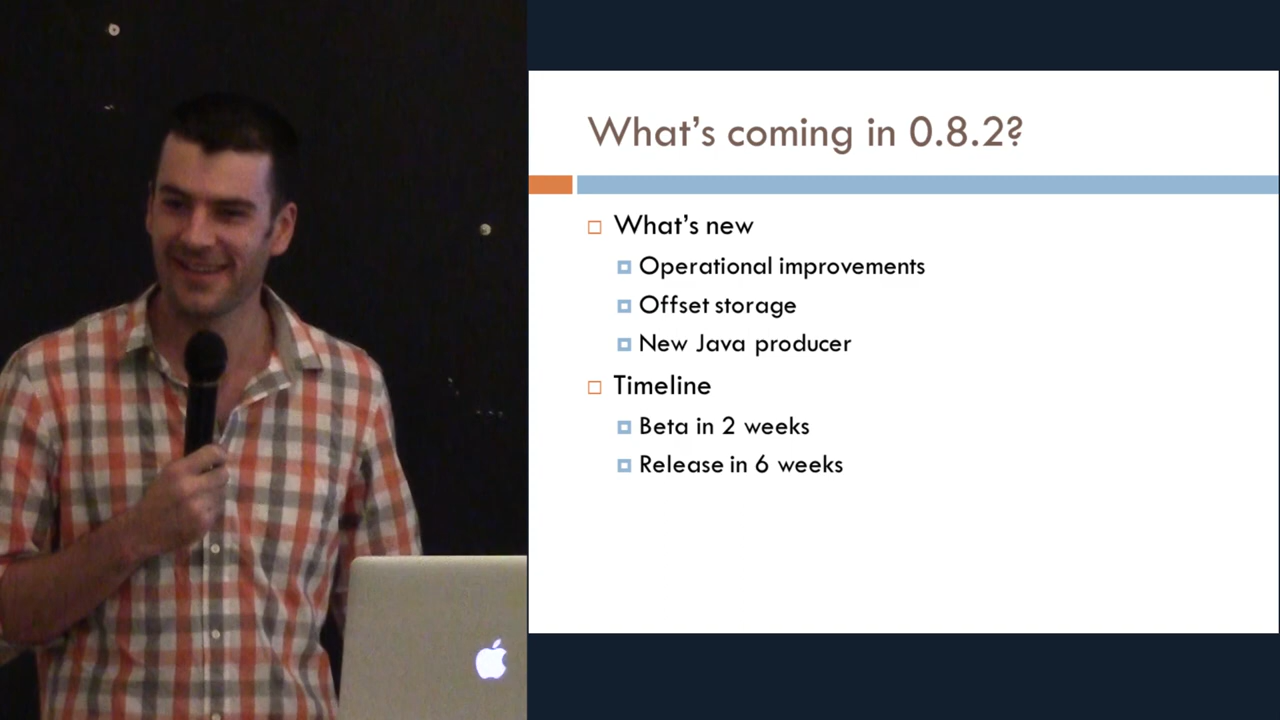 What's coming in 0.8.2?
What's new
Operational improvements
Offset storage
New Java producer
Timeline
Beta in 2 weeks
Release in 6 weeks